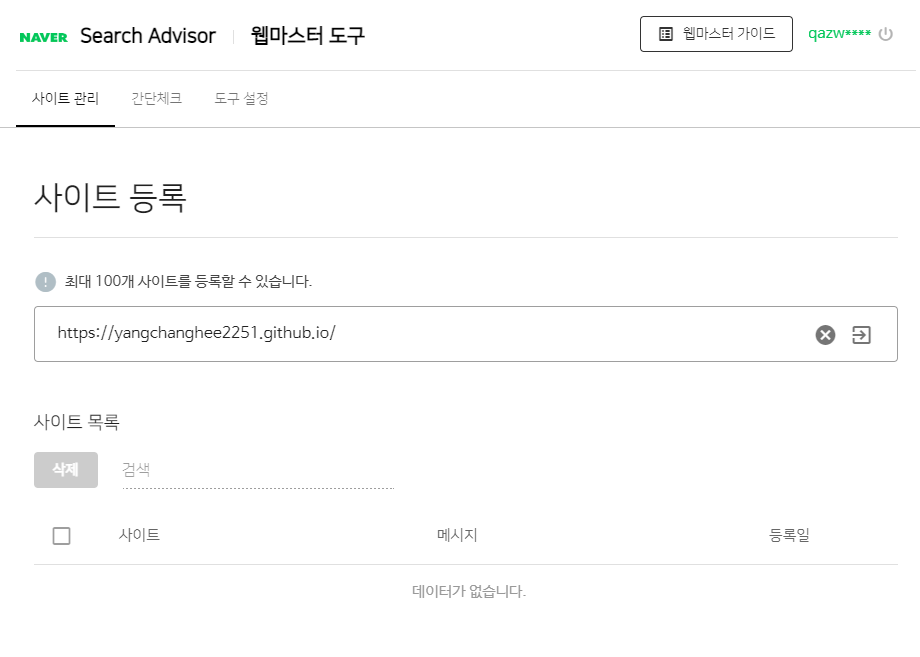 NAVER Search Advisor 웹마스터 도구 웹마스터 가이드 qazw****
사이트 관리 간단체크 도구 설정
사이트 등록
최대 100개 사이트를 등록할 수 있습니다.
https://yangchanghee2251.github.io/
사이트 목록
삭제 검색
사이트 메시지 등록일
데이터가 없습니다.